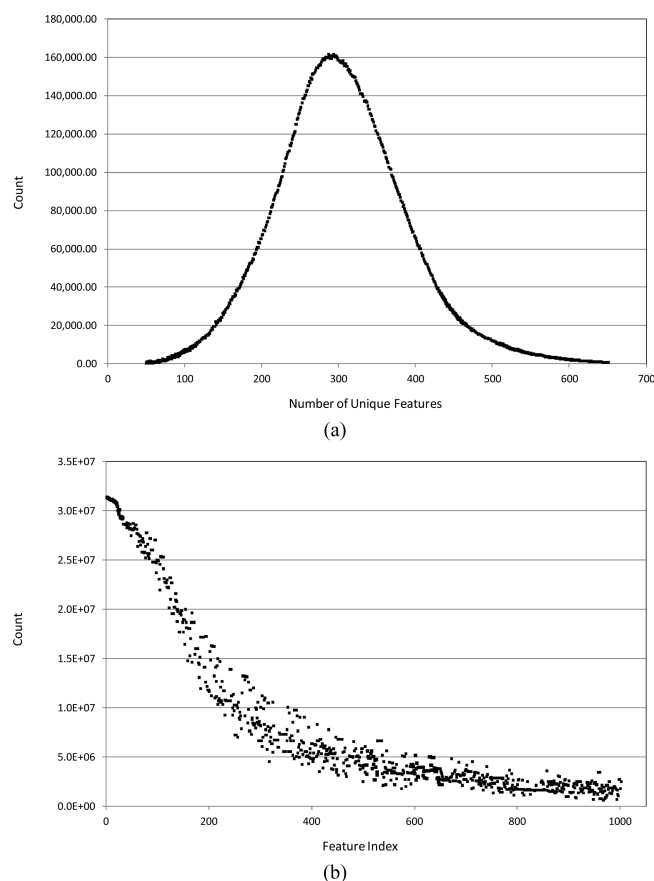 180,000.00
160,000.00
140,000.00
120,000.00
100,000.00
80,000.00
60,000.00
40,000.00
20,000.00
0.00
Count
0 100 200 300 400 500 600 700
Number of Unique Features
(a)
3.5E+07
3.0E+07
2.5E+07
2.0E+07
1.5E+07
1.0E+07
5.0E+06
0.0E+00
Count
0 200 400 600 800 1000
Feature Index
(b)